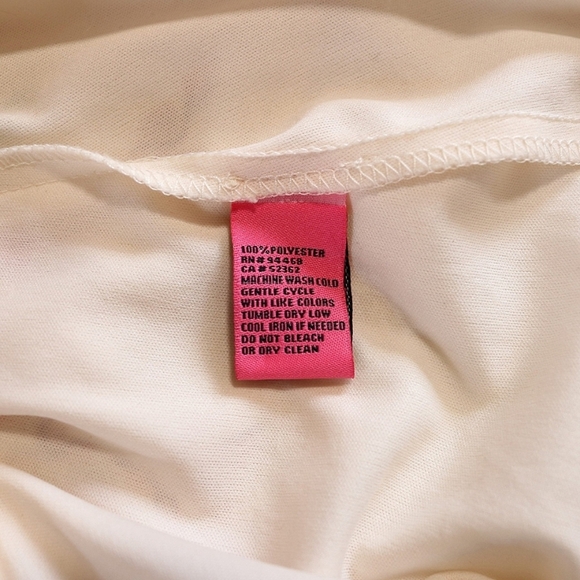 100% POLYESTER
RN# 94468
CA# 52362
MACHINE WASH COLD
GENTLE CYCLE
WITH LIKE COLORS
TUMBLE DRY LOW
COOL IRON IF NEEDED
DO NOT BLEACH
OR DRY CLEAN